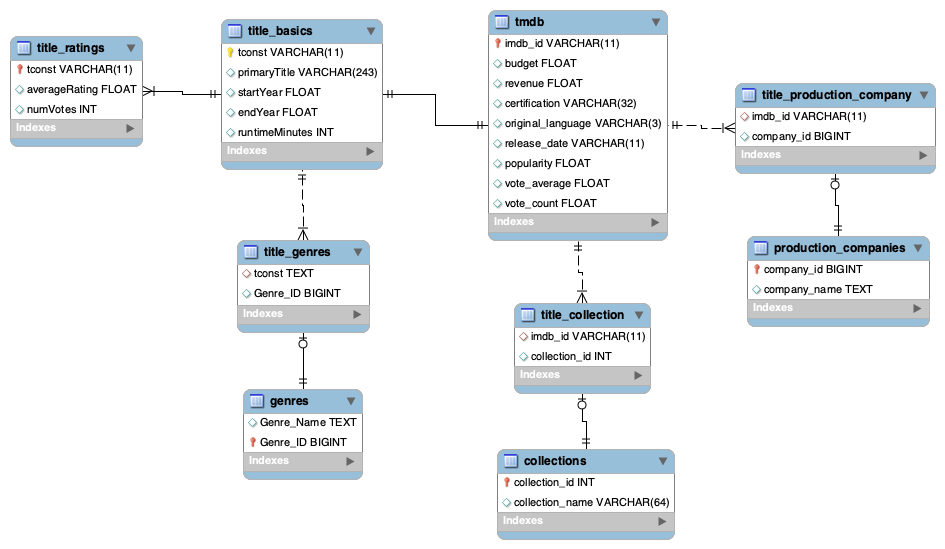 title_ratings
tconst VARCHAR(11)
averageRating FLOAT
numVotes INT
Indexes
title_basics
tconst VARCHAR(11)
primaryTitle VARCHAR(243)
startYear FLOAT
endYear FLOAT
runtimeMinutes INT
Indexes
tmdb
imdb_id VARCHAR(11)
budget FLOAT
revenue FLOAT
certification VARCHAR(32)
original_language VARCHAR(3)
release_date VARCHAR(11)
popularity FLOAT
vote_average FLOAT
vote_count FLOAT
Indexes
title_production_company
imdb_id VARCHAR(11)
company_id BIGINT
Indexes
title_genres
tconst TEXT
Genre_ID BIGINT
Indexes
production_companies
company_id BIGINT
company_name TEXT
Indexes
title_collection
imdb_id VARCHAR(11)
collection_id INT
Indexes
genres
Genre_Name TEXT
Genre_ID BIGINT
Indexes
collections
collection_id INT
collection_name VARCHAR(64)
Indexes